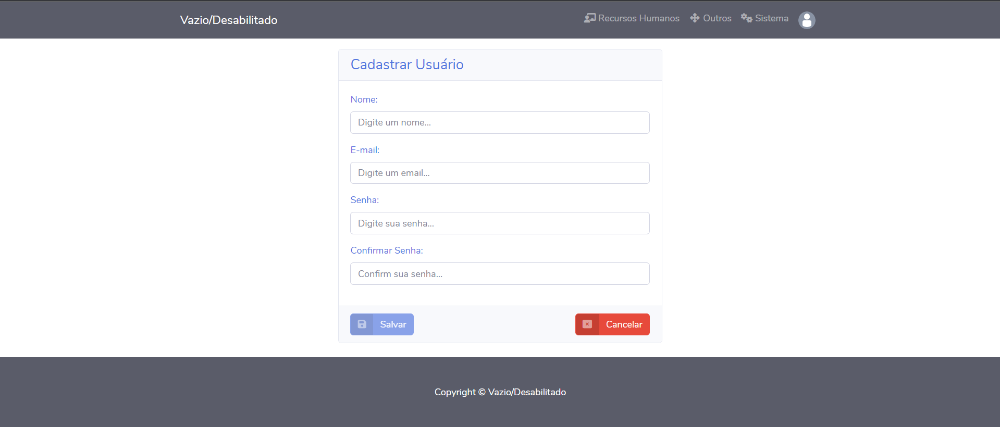 Vazio/Desabilitado
Recursos Humanos
Outros
Sistema
Cadastrar Usuário
Nome:
Digite um nome...
E-mail:
Digite um email...
Senha:
Digite sua senha...
Confirmar Senha:
Confirm sua senha...
Salvar
Cancelar
Copyright © Vazio/Desabilitado